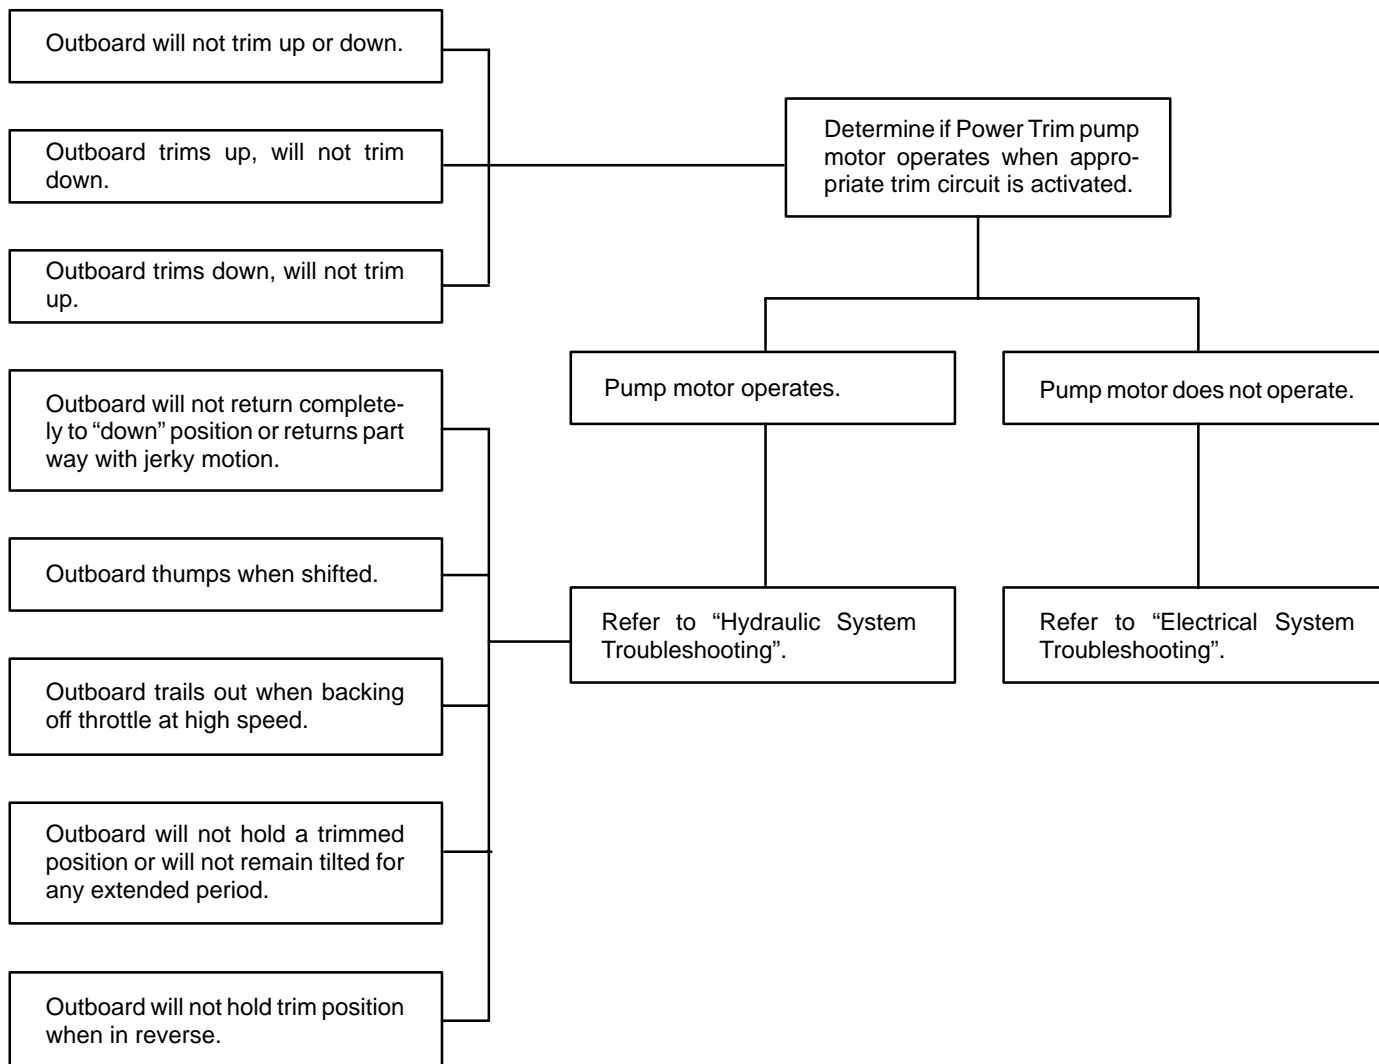 Outboard will not trim up or down.
Outboard trims up, will not trim
down.
Outboard trims down, will not trim
up.
Determine if Power Trim pump
motor operates when appro-
priate trim circuit is activated.
Pump motor operates.
Pump motor does not operate.
Outboard will not return complete-
ly to “down” position or returns part
way with jerky motion.
Outboard thumps when shifted.
Outboard trails out when backing
off throttle at high speed.
Outboard will not hold a trimmed
position or will not remain tilted for
any extended period.
Outboard will not hold trim position
when in reverse.
Refer to “Hydraulic System
Troubleshooting”.
Refer to “Electrical System
Troubleshooting”.